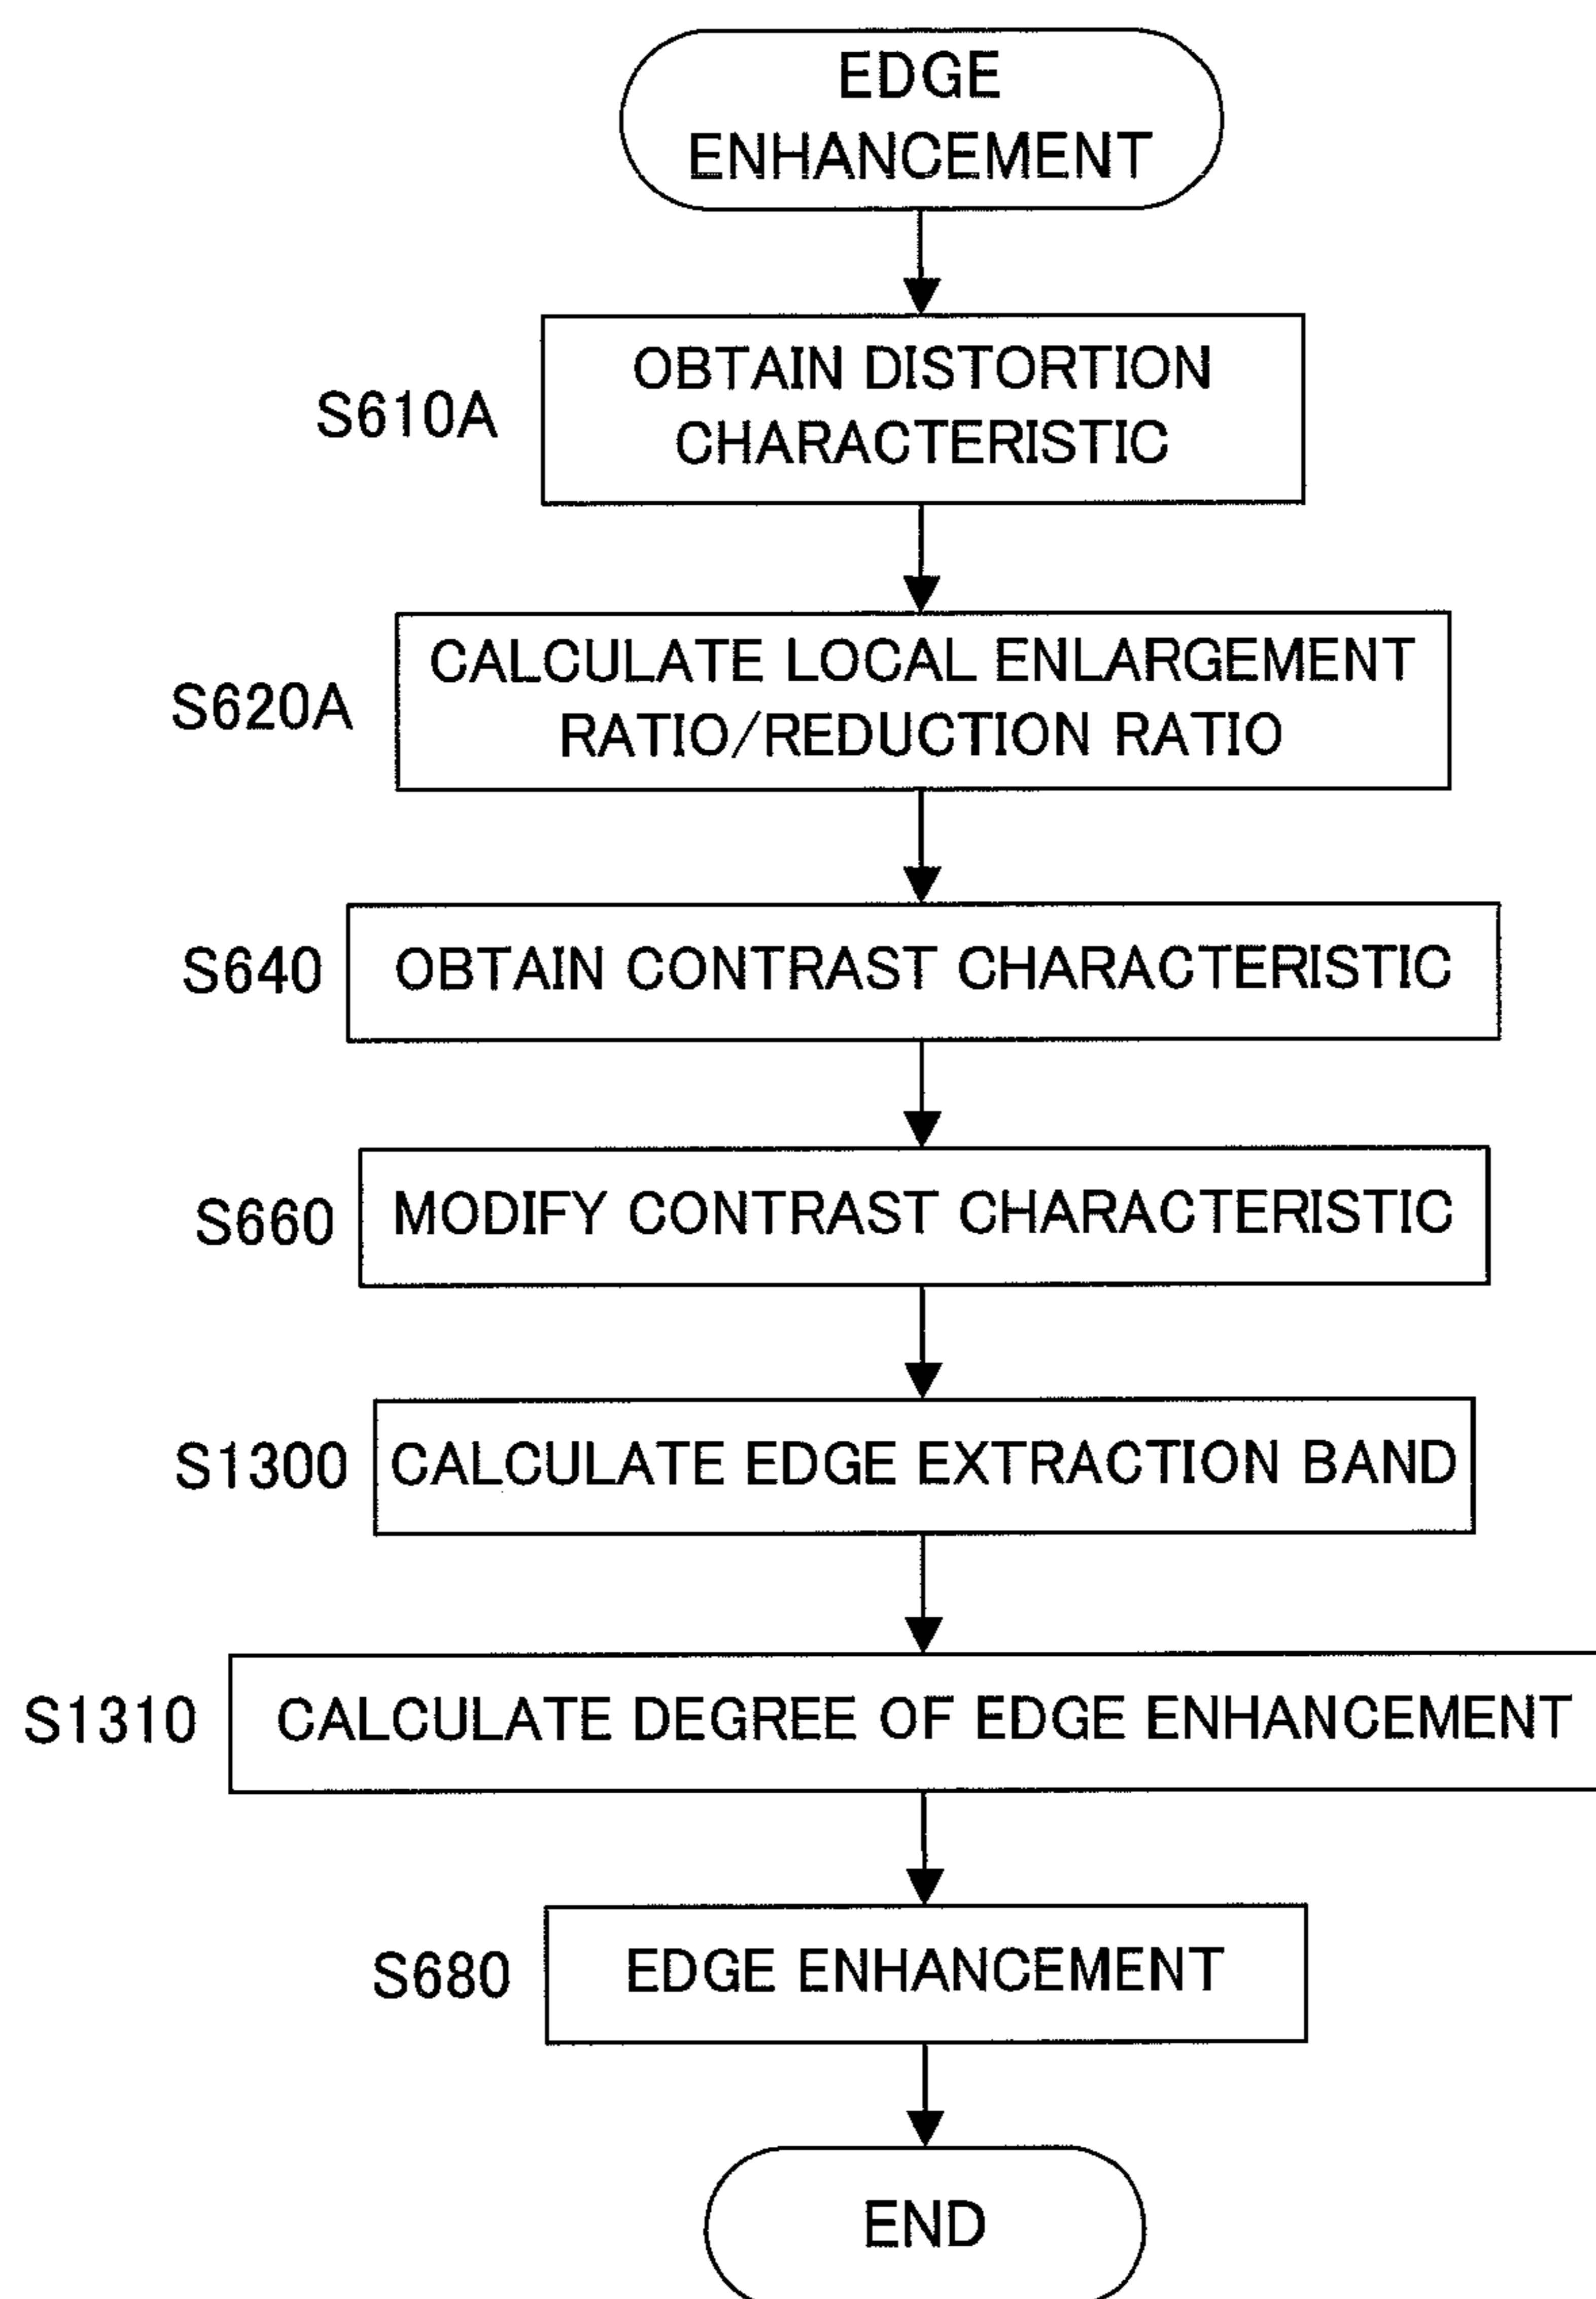 EDGE
ENHANCEMENT
S610A
OBTAIN DISTORTION
CHARACTERISTIC
S620A
CALCULATE LOCAL ENLARGEMENT
RATIO/REDUCTION RATIO
S640
OBTAIN CONTRAST CHARACTERISTIC
S660
MODIFY CONTRAST CHARACTERISTIC
S1300
CALCULATE EDGE EXTRACTION BAND
S1310
CALCULATE DEGREE OF EDGE ENHANCEMENT
S680
EDGE ENHANCEMENT
END